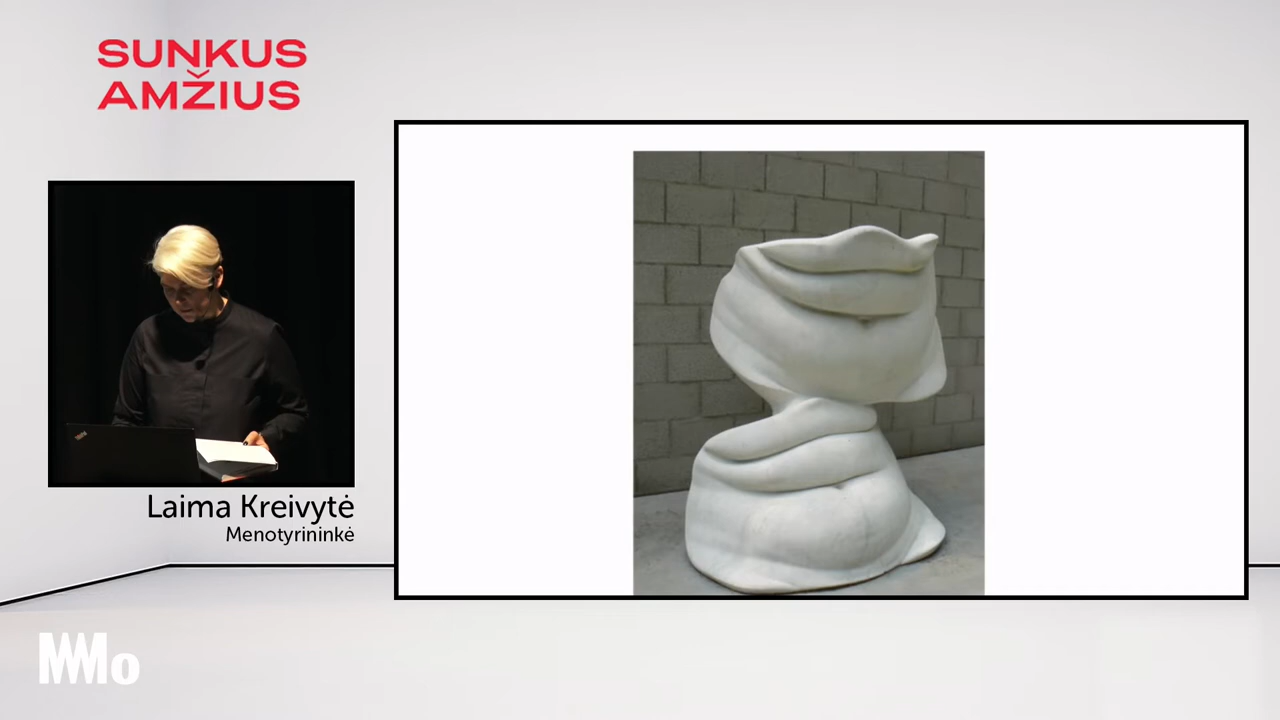 SUNKUS
AMŽIUS
Laima Kreivytė
Menotyrininkė
MMo